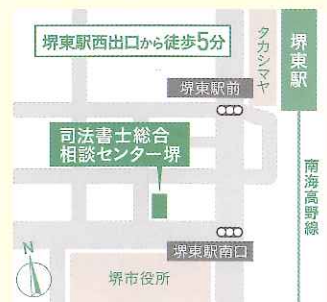 堺東駅西出口から徒歩5分
タカシマヤ
堺東駅
堺東駅前
司法書士総合
相談センター堺
南海高野線
堺東駅南口
N
堺市役所